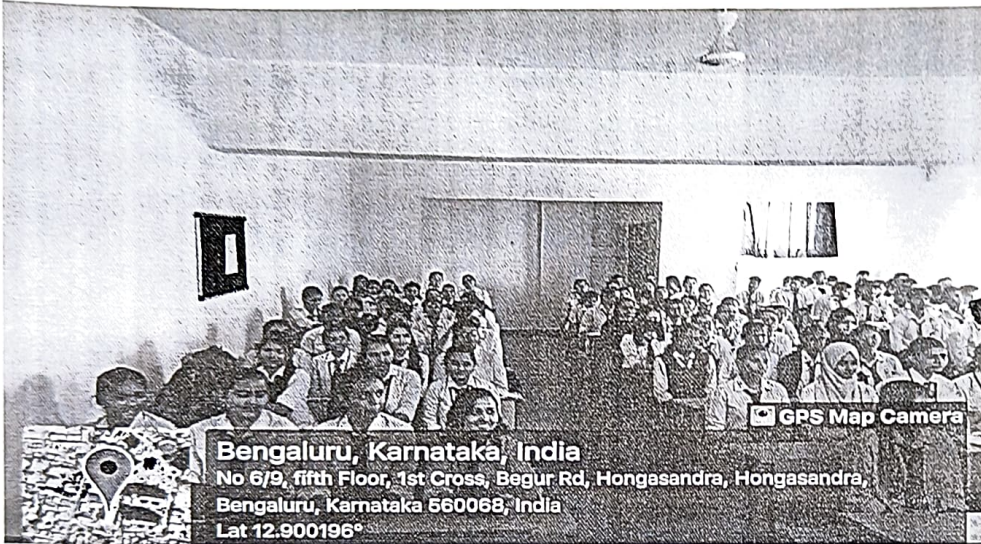 GPS Map Camera
Bengaluru, Karnataka, India
No 6/9, fifth Floor, 1st Cross, Begur Rd, Hongasandra, Hongasandra,
Bengaluru, Karnataka 560068, India
Lat 12.900196°